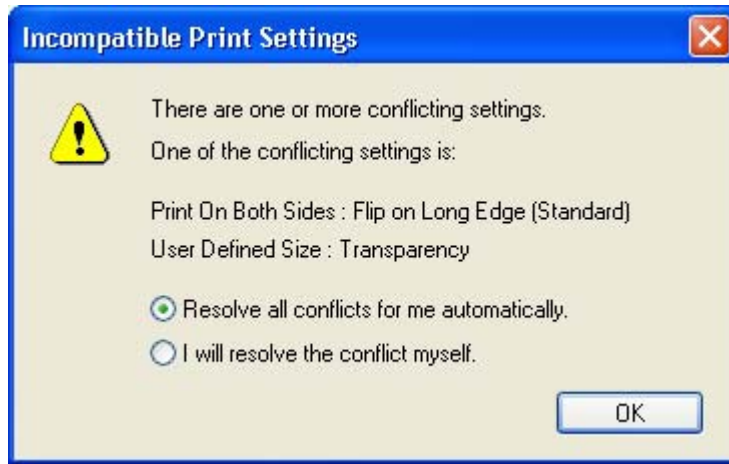 Incompatible Print Settings
There are one or more conflicting settings.
One of the conflicting settings is:
Print On Both Sides : Flip on Long Edge (Standard)
User Defined Size : Transparency
Resolve all conflicts for me automatically.
I will resolve the conflict myself.
OK